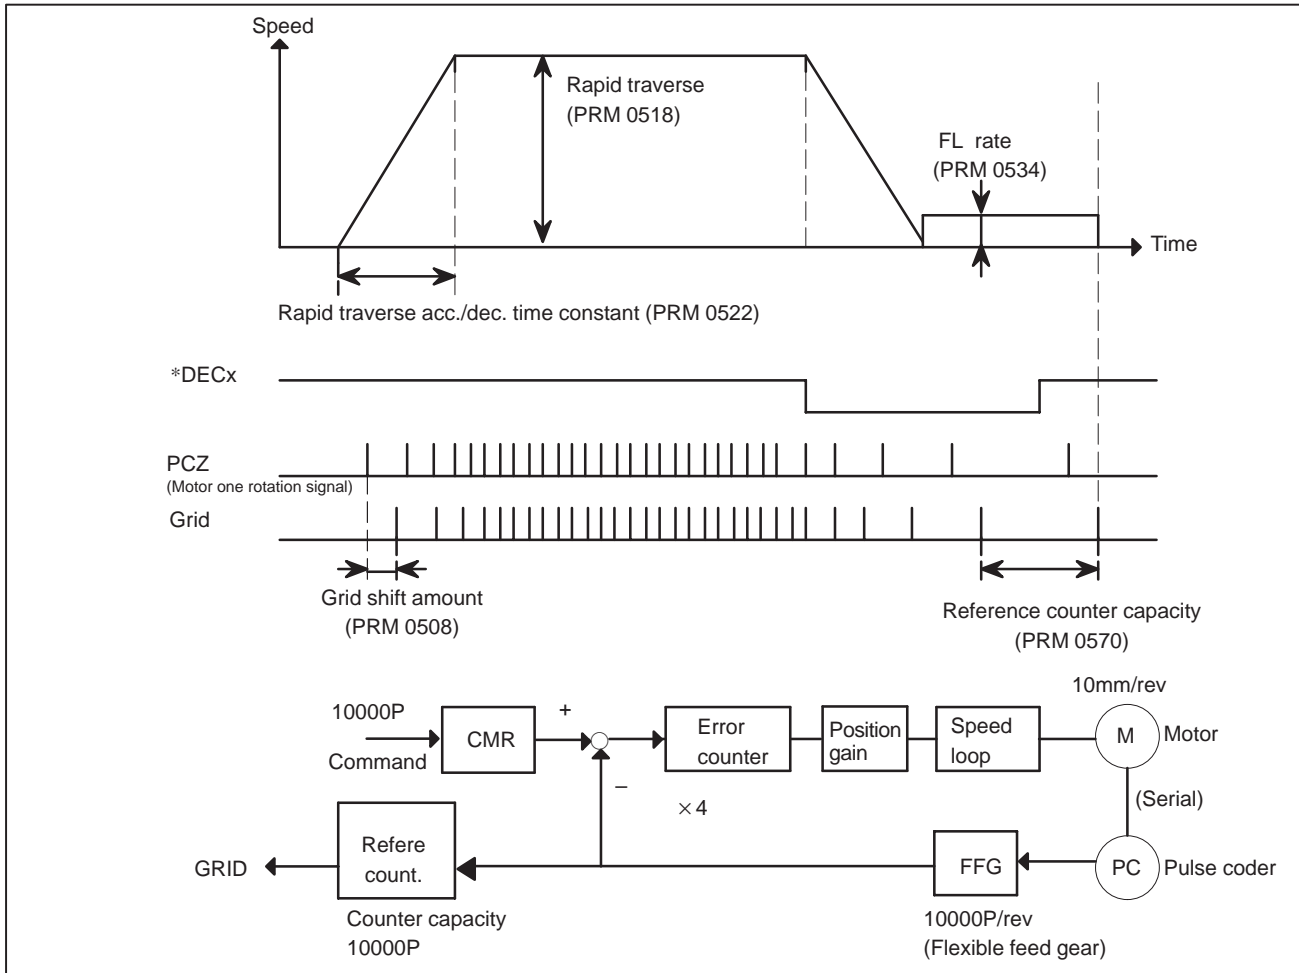 Speed
Rapid traverse
(PRM 0518)
FL rate
(PRM 0534)
Time
Rapid traverse acc./dec. time constant (PRM 0522)
*DECx
PCZ
(Motor one rotation signal)
Grid
Grid shift amount
(PRM 0508)
Reference counter capacity
(PRM 0570)
10mm/rev
10000P
Command
CMR
+
−
Error
counter
×4
Position
gain
Speed
loop
M
Motor
(Serial)
GRID
Refere
count.
Counter capacity
10000P
FFG
10000P/rev
(Flexible feed gear)
PC
Pulse coder